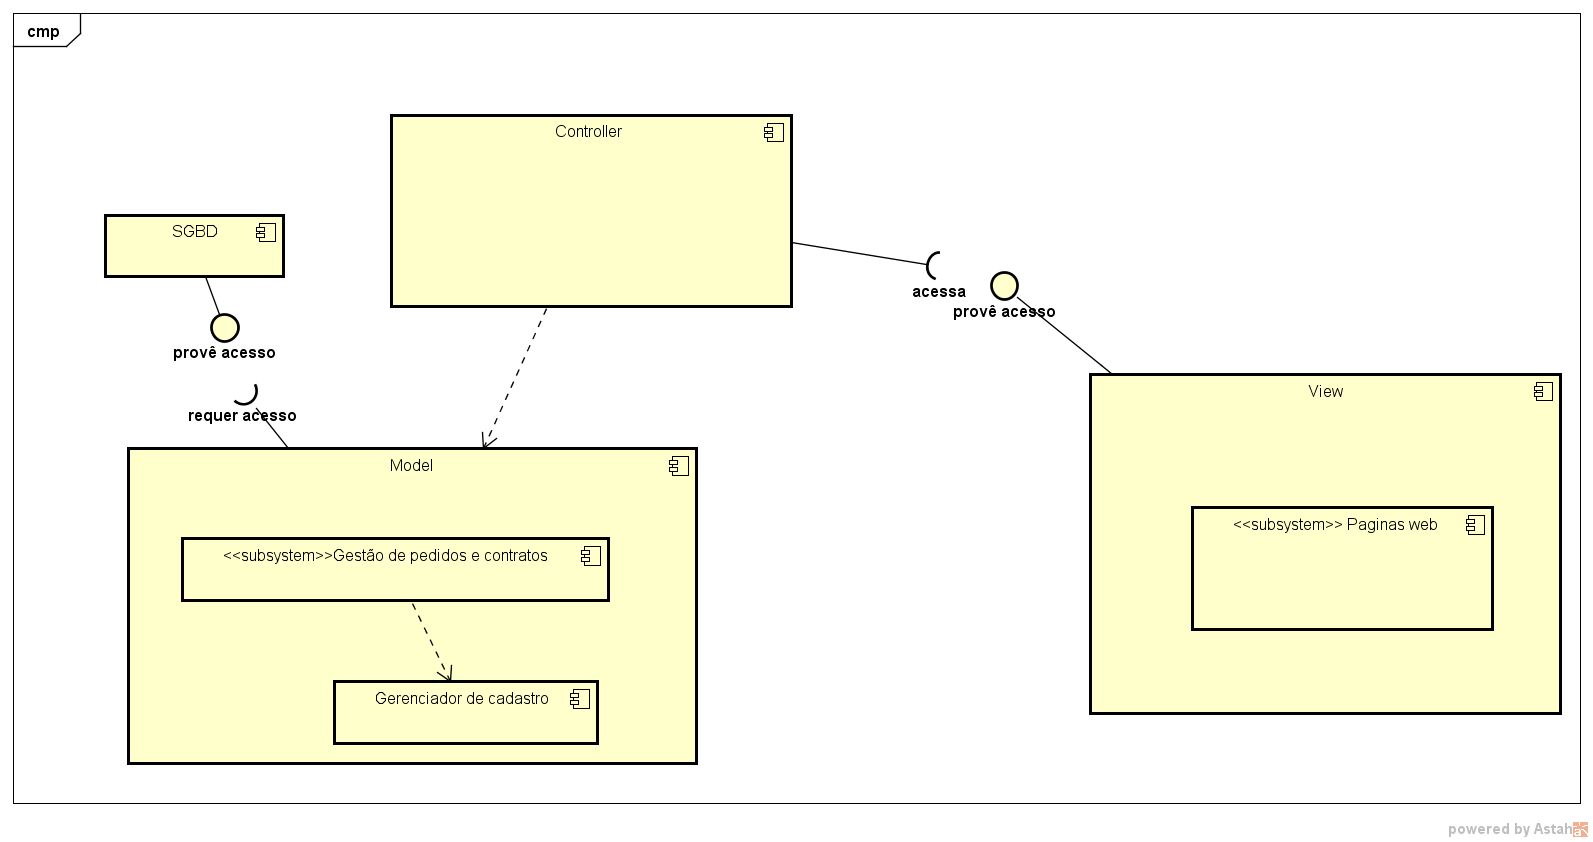 cmp
Controller
SGBD
acessa
provê acesso
provê acesso
requer acesso
View
Model
<<subsystem>> Paginas web
<<subsystem>>Gestão de pedidos e contratos
Gerenciador de cadastro
powered by Astah